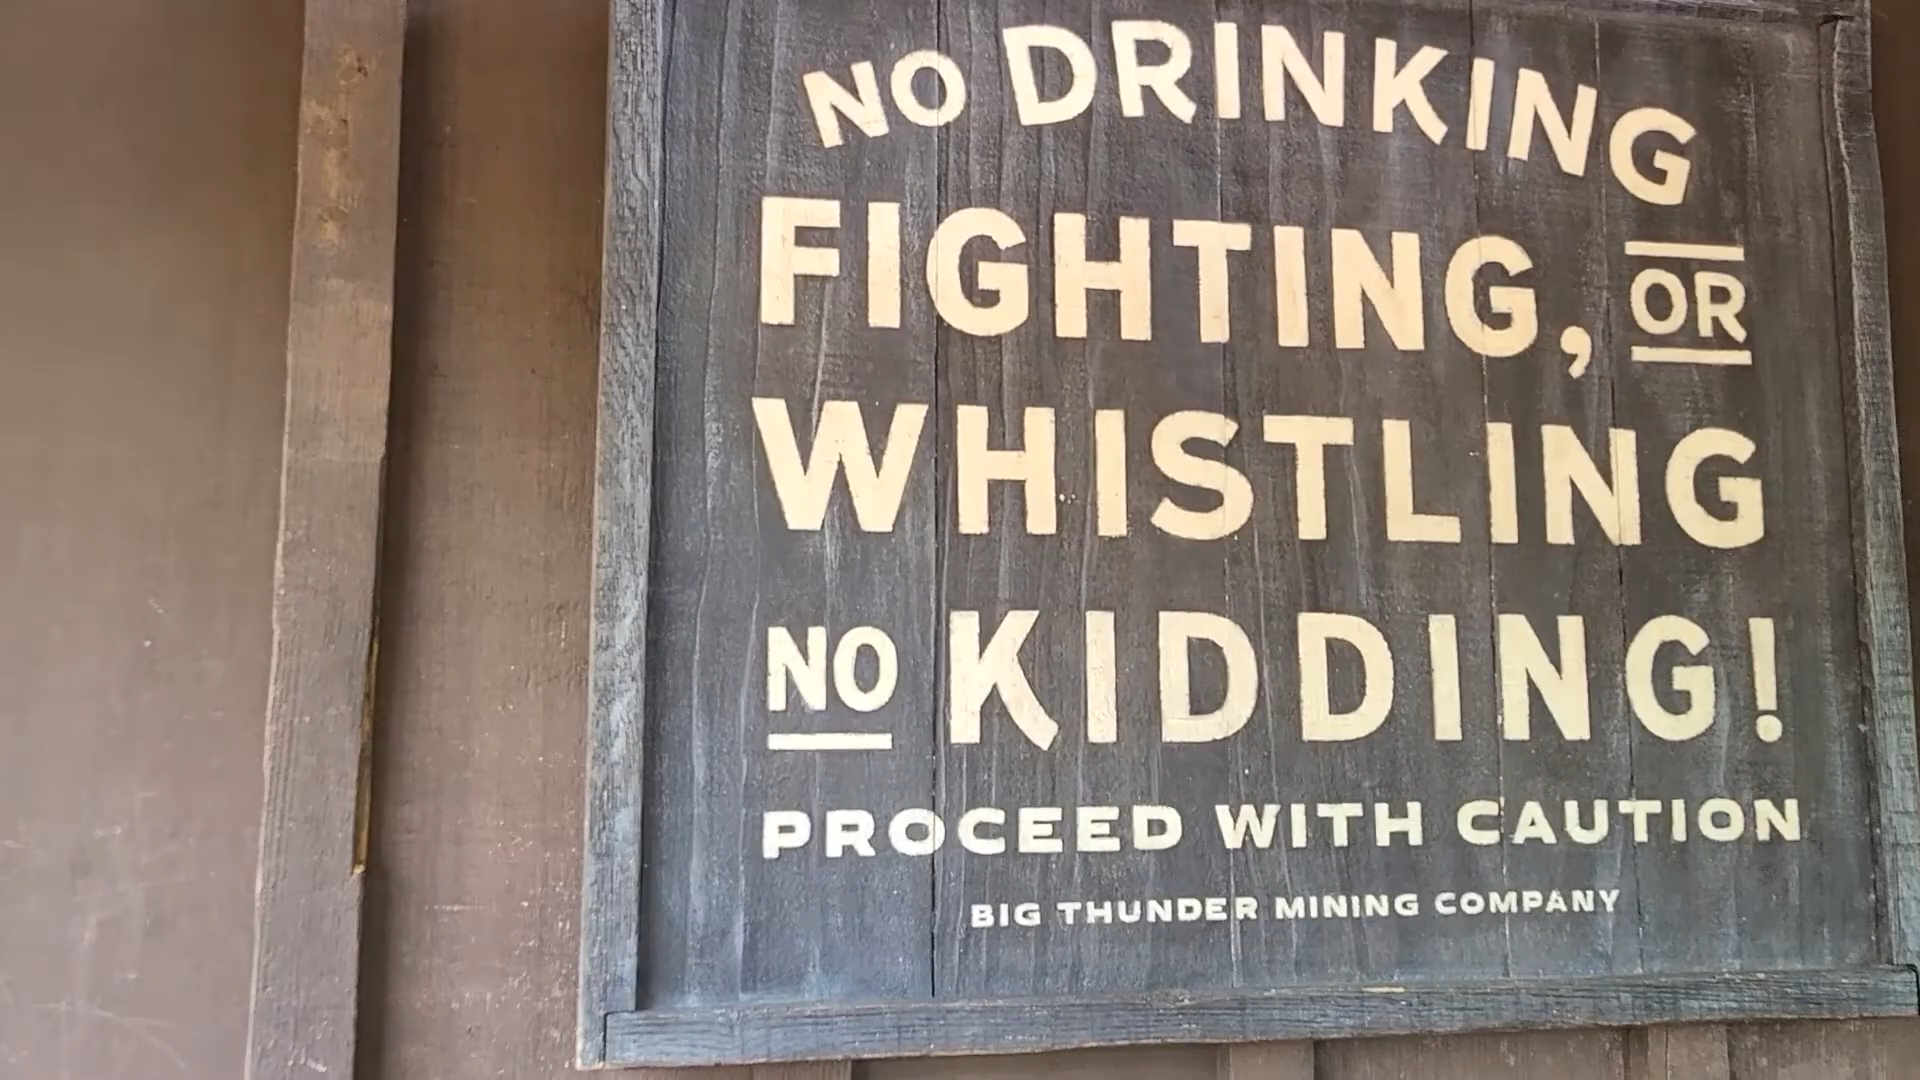 NO DRINKING
FIGHTING, OR
WHISTLING
NO KIDDING!
PROCEED WITH CAUTION
BIG THUNDER MINING COMPANY